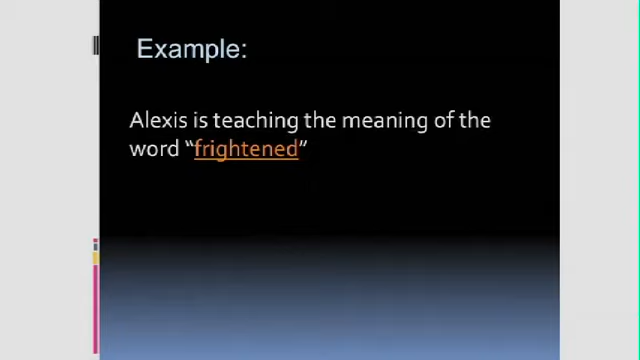 Example:
Alexis is teaching the meaning of the
word “frightened”